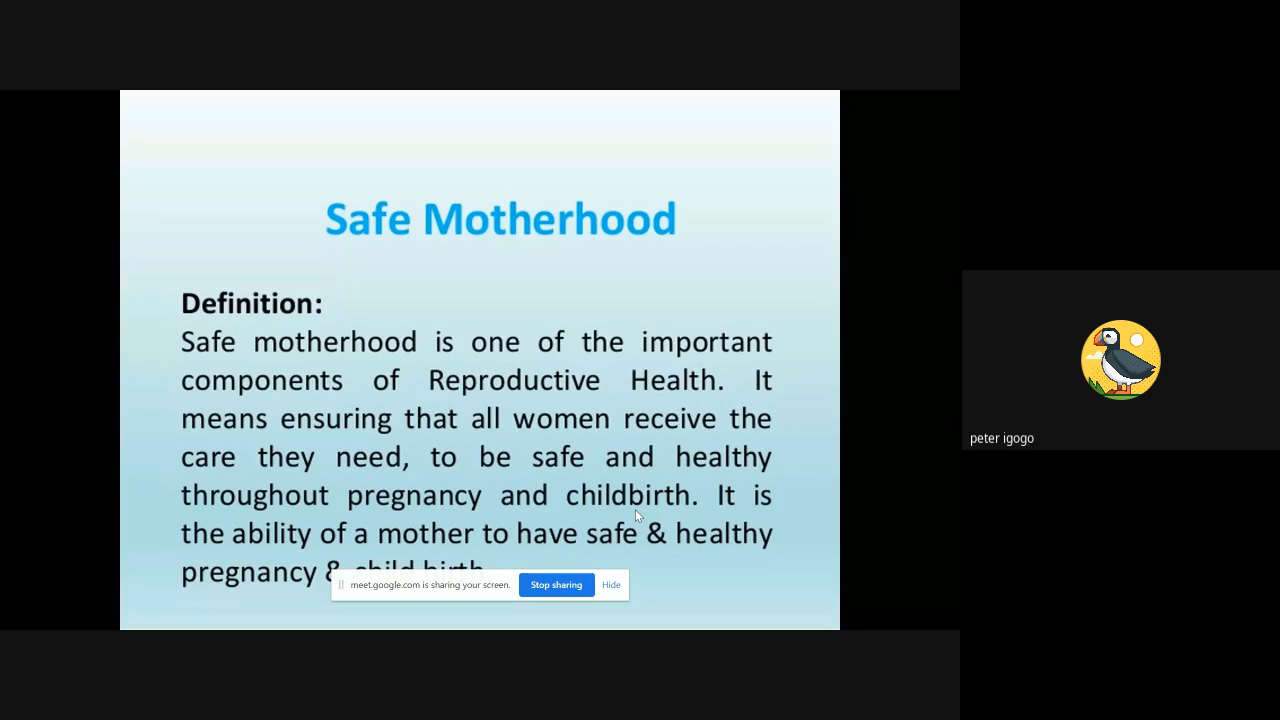 Safe Motherhood
Definition:
Safe motherhood is one of the important
components of Reproductive Health. It
means ensuring that all women receive the
care they need, to be safe and healthy
throughout pregnancy and childbirth. It is
the ability of a mother to have safe & healthy
pregnancy & child birth
meet.google.com is sharing your screen. Stop sharing Hide
peter igogo